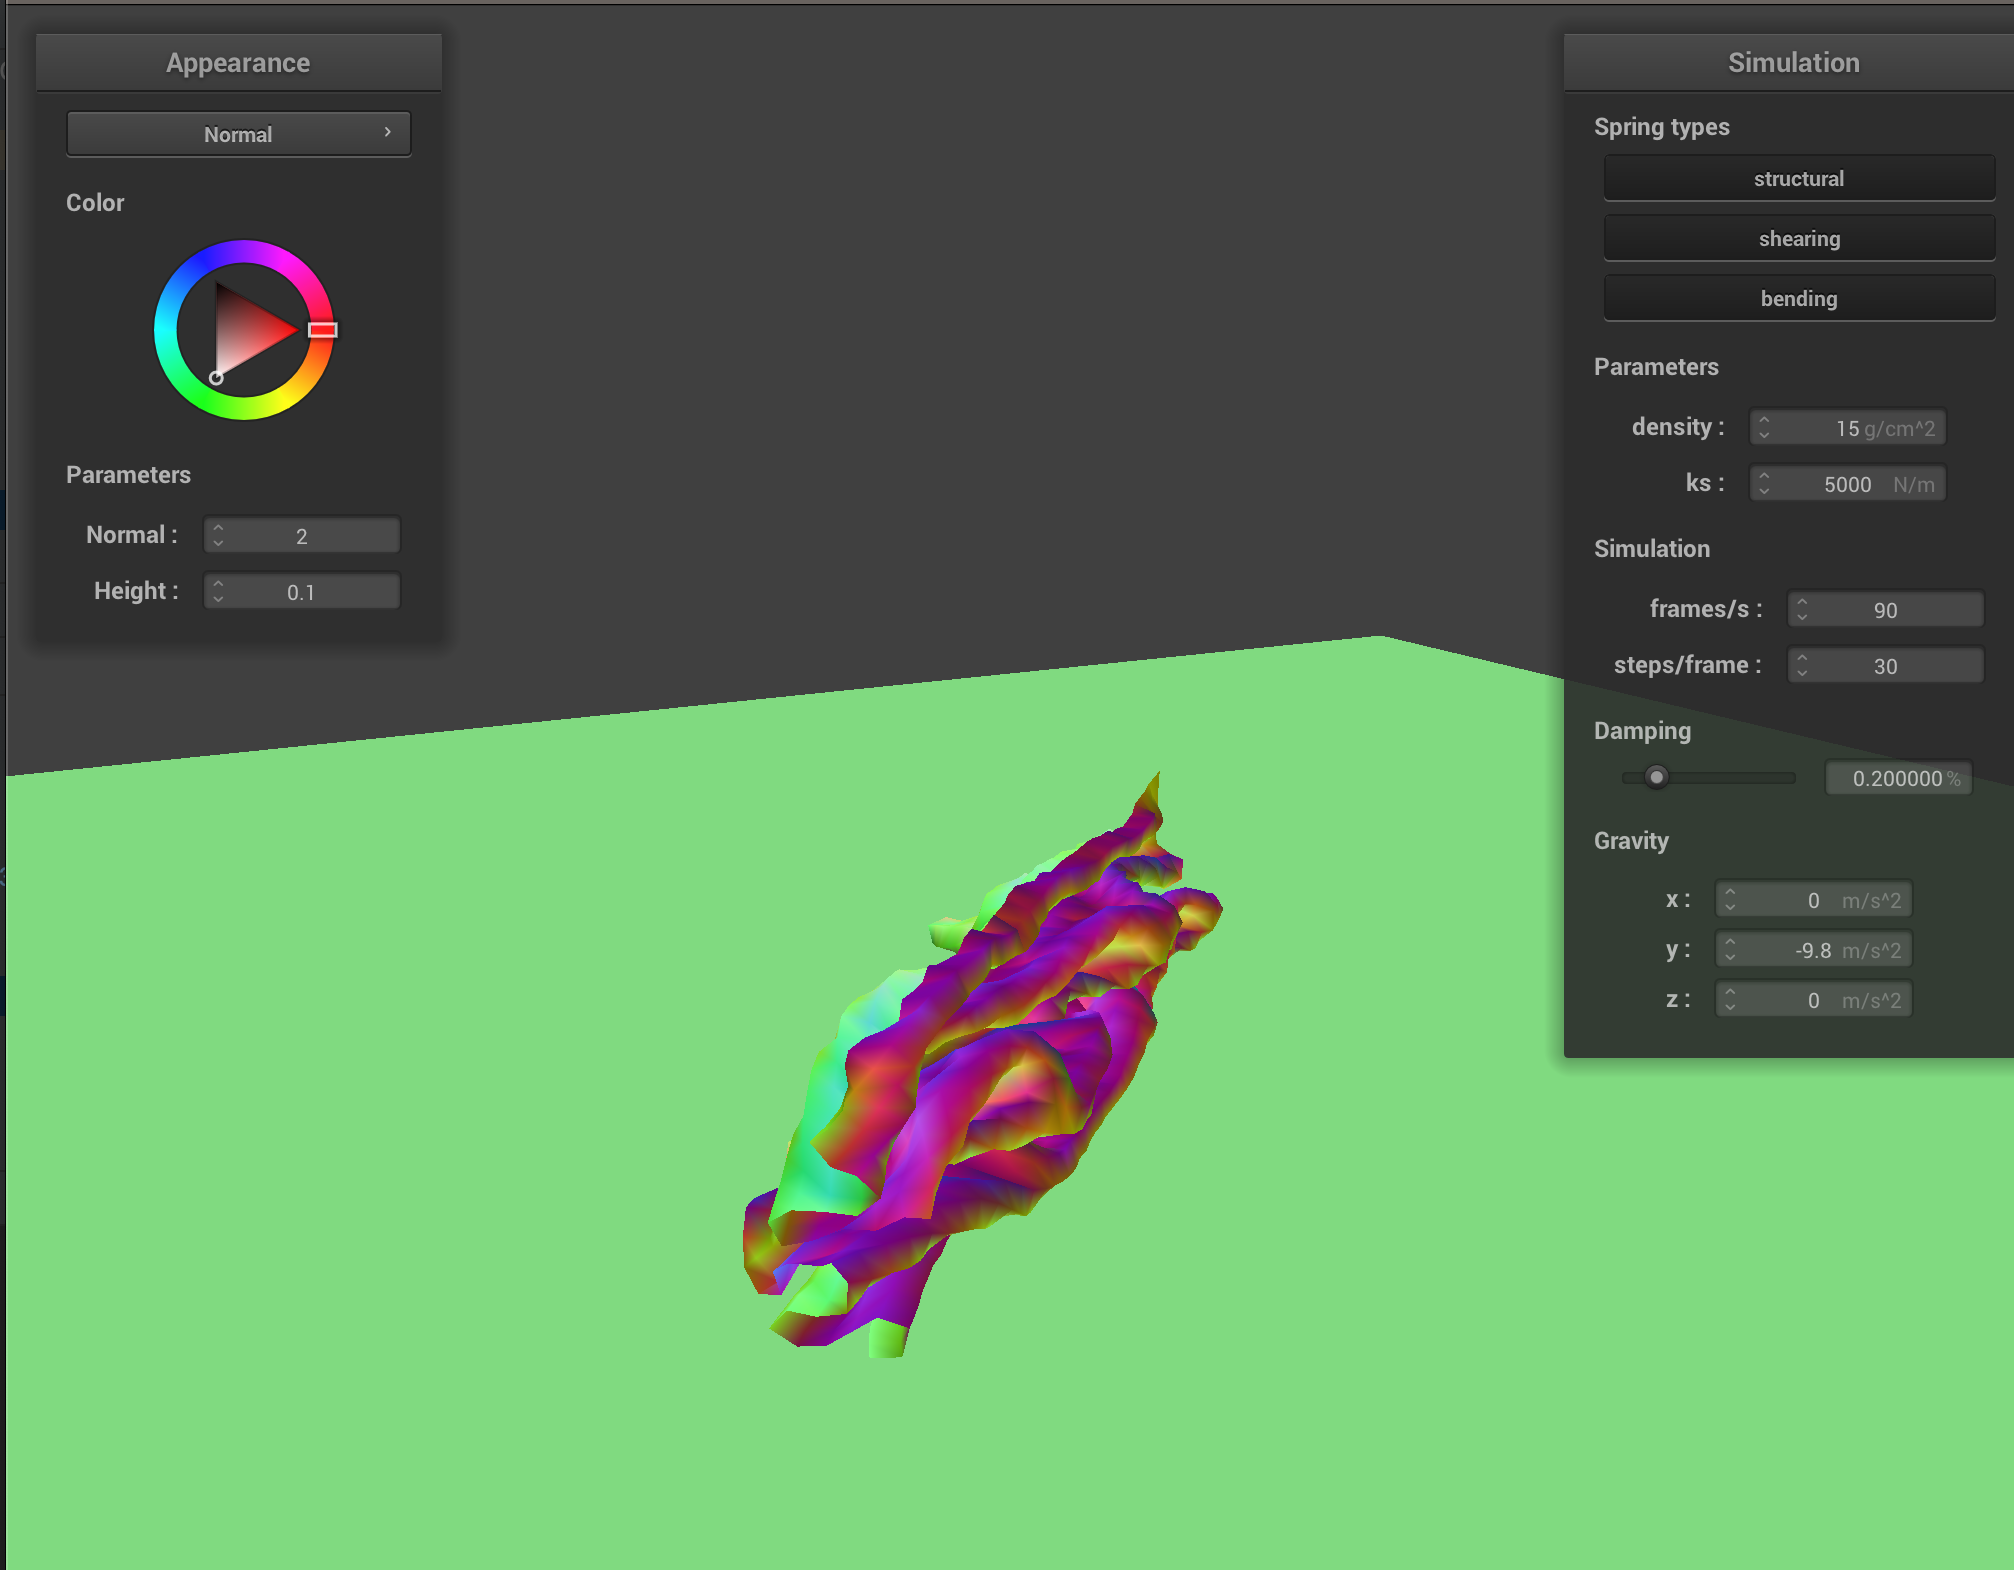 Appearance
Normal
Color
Parameters
Normal : 2
Height : 0.1
Simulation
Spring types
structural
shearing
bending
Parameters
density : 15 g/cm^2
ks : 5000 N/m
Simulation
frames/s : 90
steps/frame : 30
Damping
0.200000 %
Gravity
x : 0 m/s^2
y : -9.8 m/s^2
z : 0 m/s^2